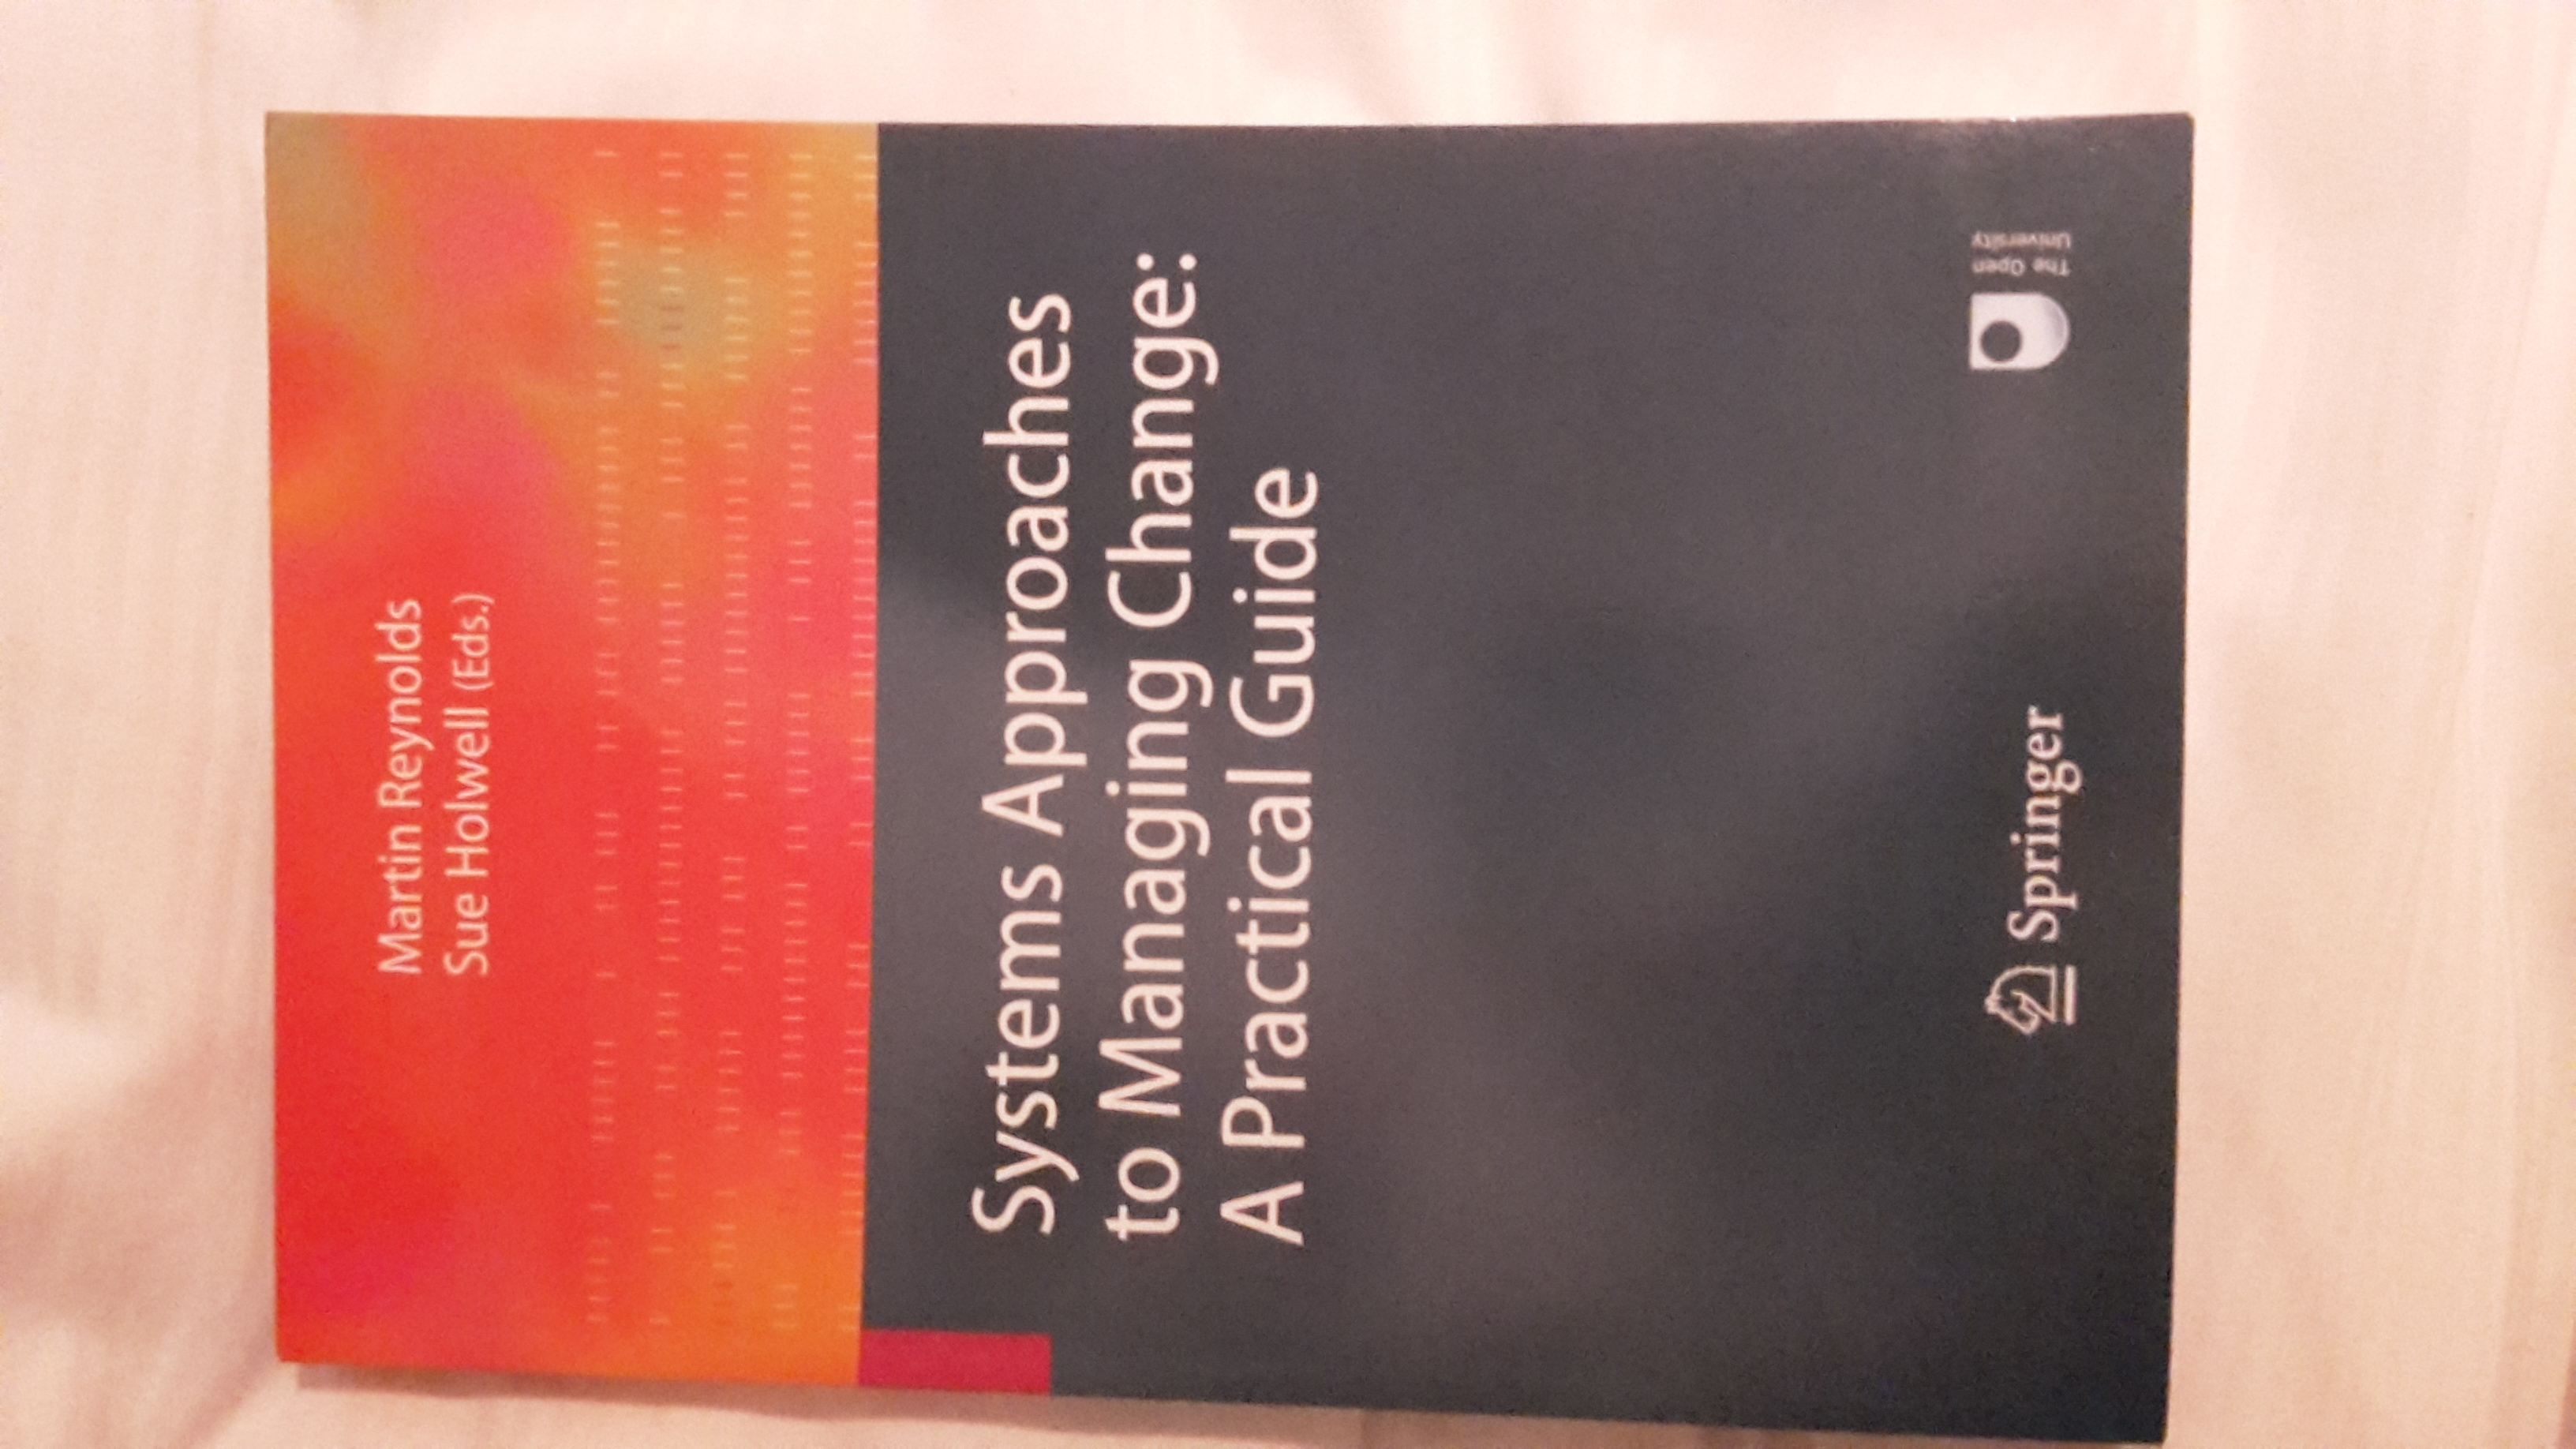 Martin Reynolds
Sue Holwell (Eds.)
Systems Approaches
to Managing Change:
A Practical Guide
Springer
The Open
University